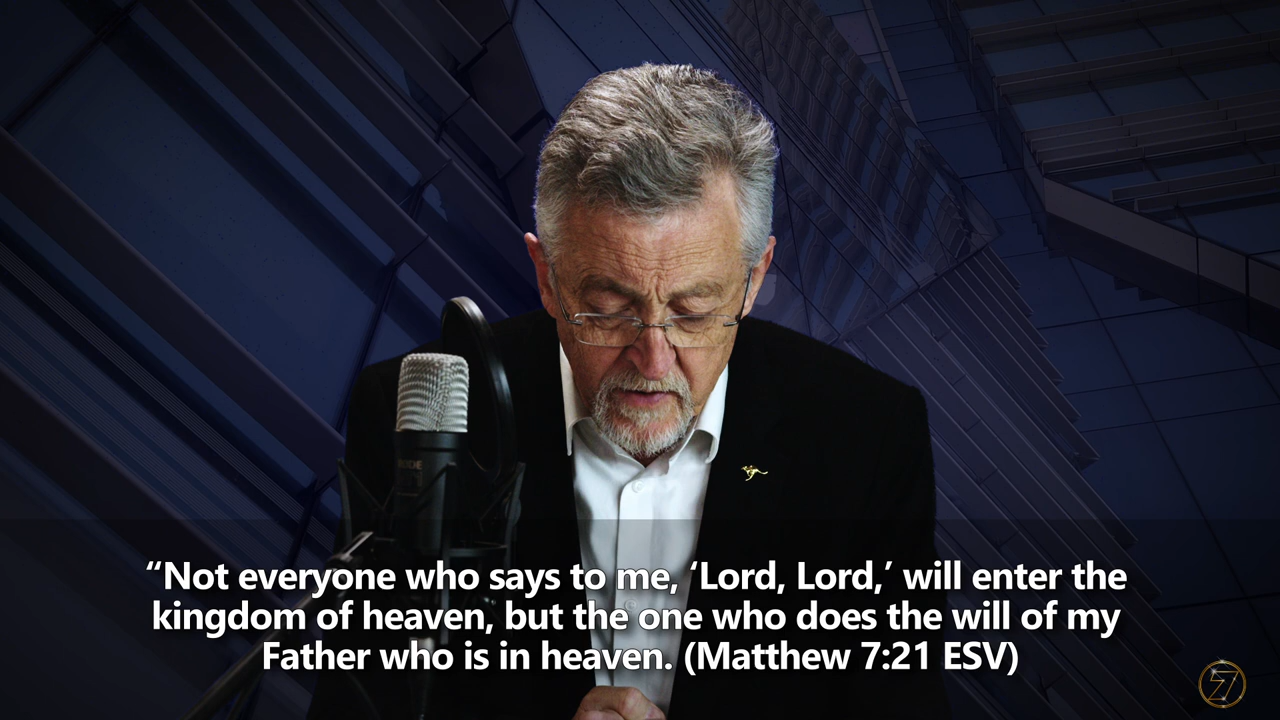 “Not everyone who says to me, ‘Lord, Lord,’ will enter the
kingdom of heaven, but the one who does the will of my
Father who is in heaven. (Matthew 7:21 ESV)